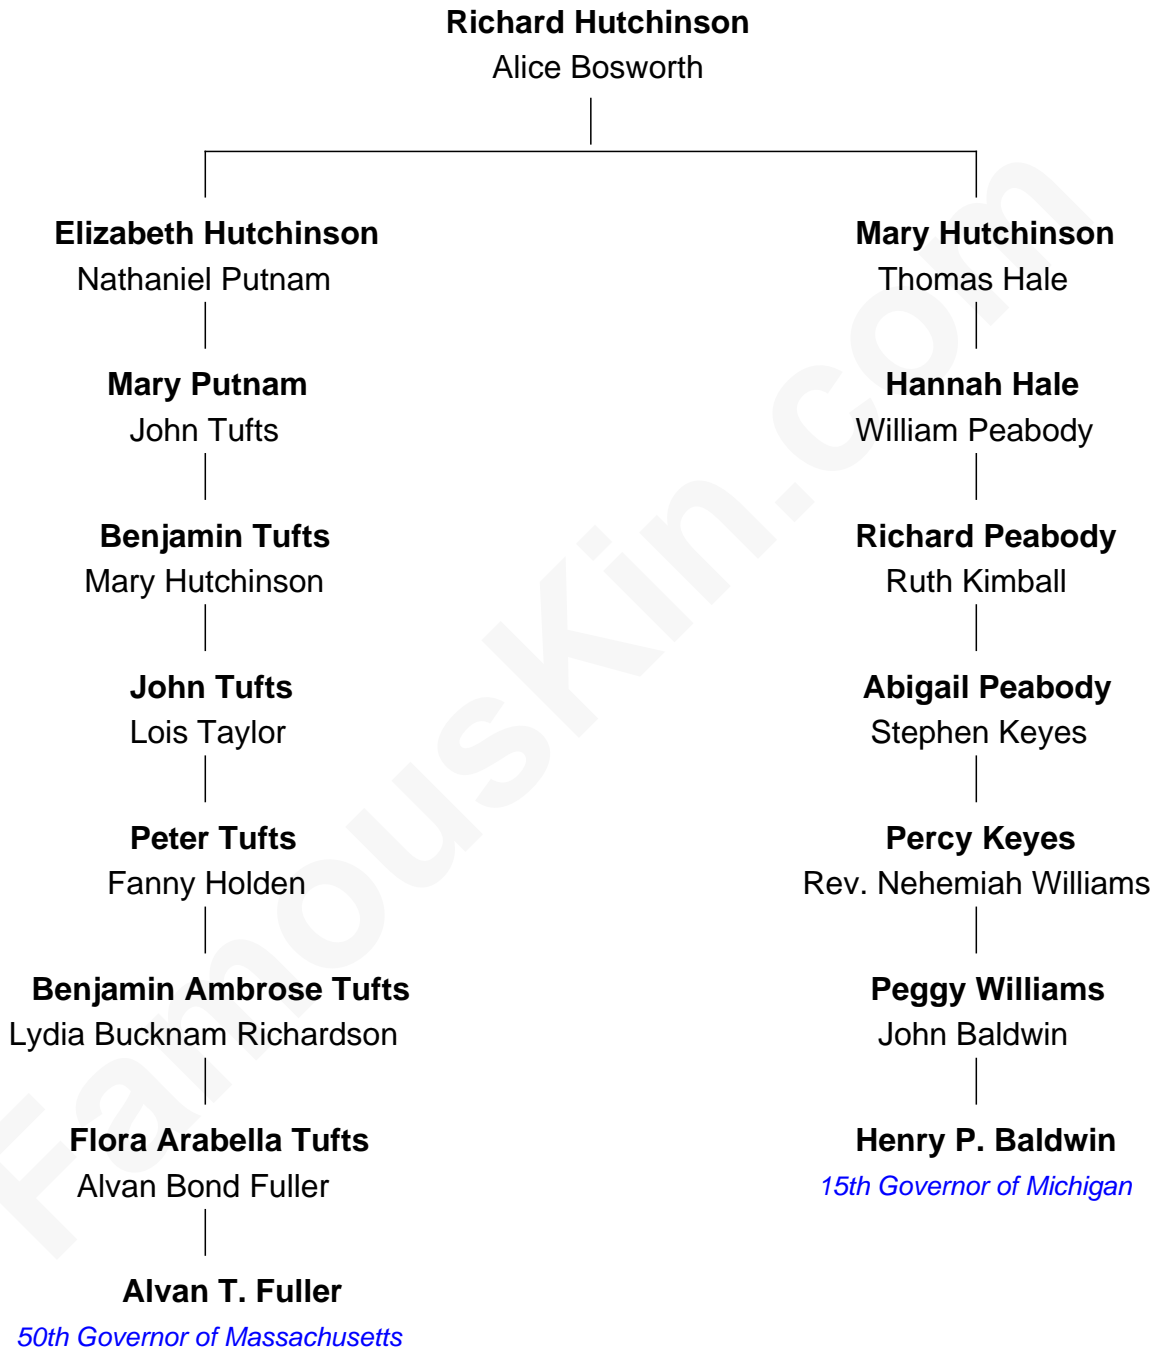 Richard Hutchinson
Alice Bosworth
Elizabeth Hutchinson
Nathaniel Putnam
Mary Hutchinson
Thomas Hale
Mary Putnam
John Tufts
Hannah Hale
William Peabody
Benjamin Tufts
Mary Hutchinson
Richard Peabody
Ruth Kimball
John Tufts
Lois Taylor
Abigail Peabody
Stephen Keyes
Peter Tufts
Fanny Holden
Percy Keyes
Rev. Nehemiah Williams
Benjamin Ambrose Tufts
Lydia Bucknam Richardson
Peggy Williams
John Baldwin
Flora Arabella Tufts
Alvan Bond Fuller
Henry P. Baldwin
15th Governor of Michigan
Alvan T. Fuller
50th Governor of Massachusetts
FamousKin.com